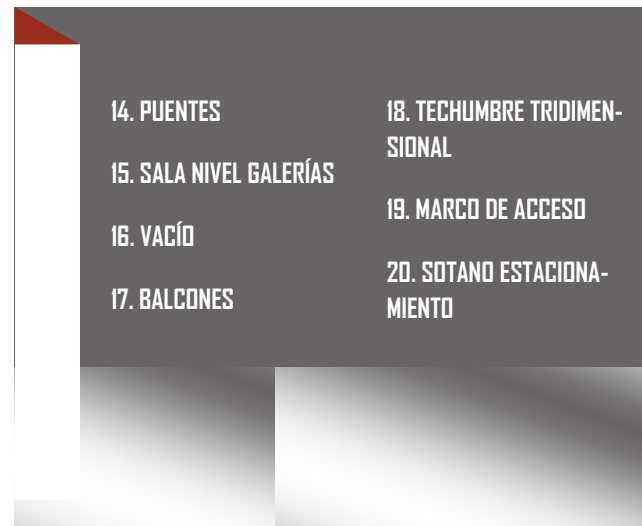 14. PUENTES
15. SALA NIVEL GALERÍAS
16. VACÍO
17. BALCONES
18. TECHUMBRE TRIDIMEN-
SIONAL
19. MARCO DE ACCESO
20. SOTANO ESTACIONA-
MIENTO